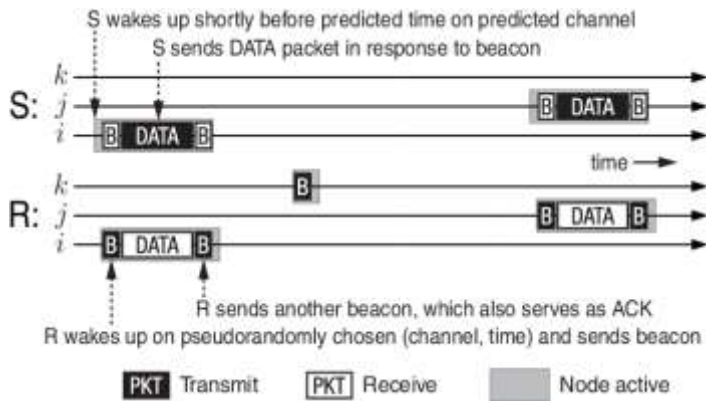 S wakes up shortly before predicted time on predicted channel
S sends DATA packet in response to beacon
k
S: j
B DATA B
i
B DATA B
time
k
B
R: j
B DATA B
i
B DATA B
R sends another beacon, which also serves as ACK
R wakes up on pseudorandomly chosen (channel, time) and sends beacon
PKT Transmit PKT Receive Node active